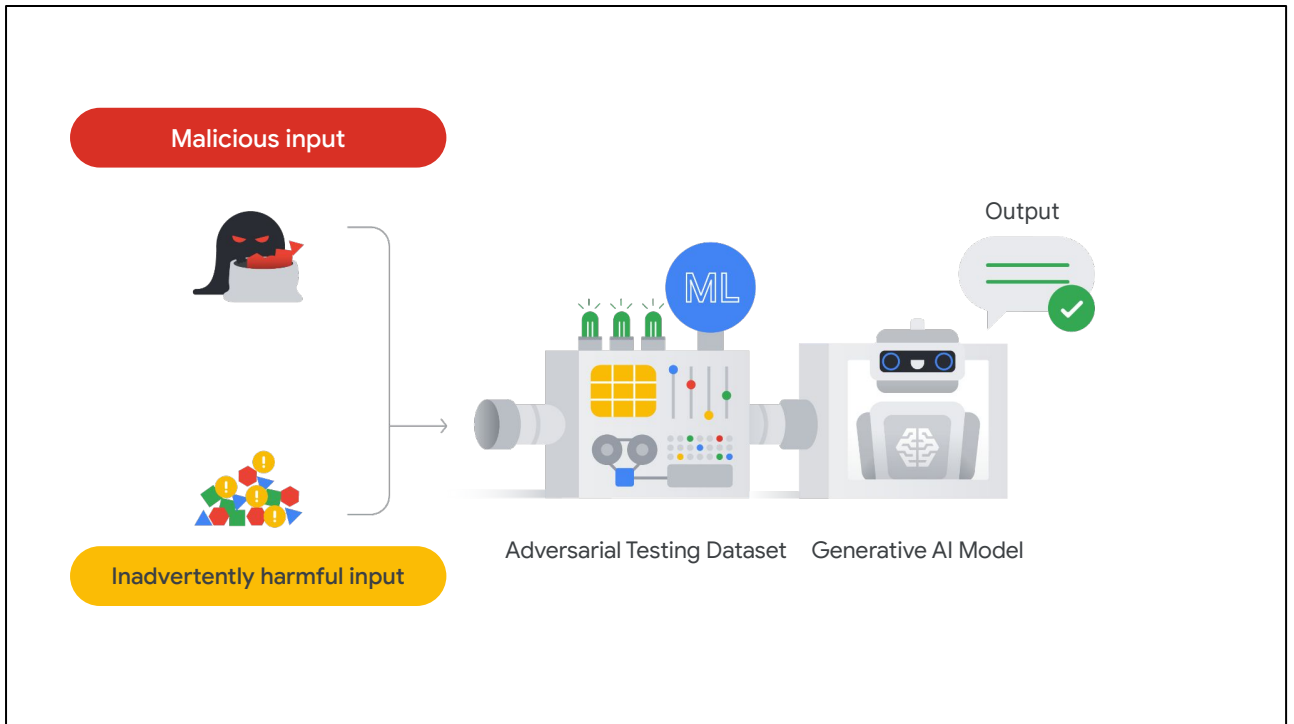 Malicious input
Output
ML
Adversarial Testing Dataset
Generative AI Model
Inadvertently harmful input